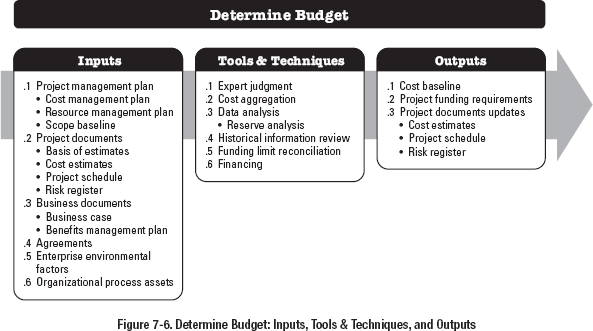 Determine Budget
Inputs
.1 Project management plan
• Cost management plan
• Resource management plan
• Scope baseline
.2 Project documents
• Basis of estimates
• Cost estimates
• Project schedule
• Risk register
.3 Business documents
• Business case
• Benefits management plan
.4 Agreements
.5 Enterprise environmental
factors
.6 Organizational process assets
Tools & Techniques
.1 Expert judgment
.2 Cost aggregation
.3 Data analysis
• Reserve analysis
.4 Historical information review
.5 Funding limit reconciliation
.6 Financing
Outputs
.1 Cost baseline
.2 Project funding requirements
.3 Project documents updates
• Cost estimates
• Project schedule
• Risk register
Figure 7-6. Determine Budget: Inputs, Tools & Techniques, and Outputs